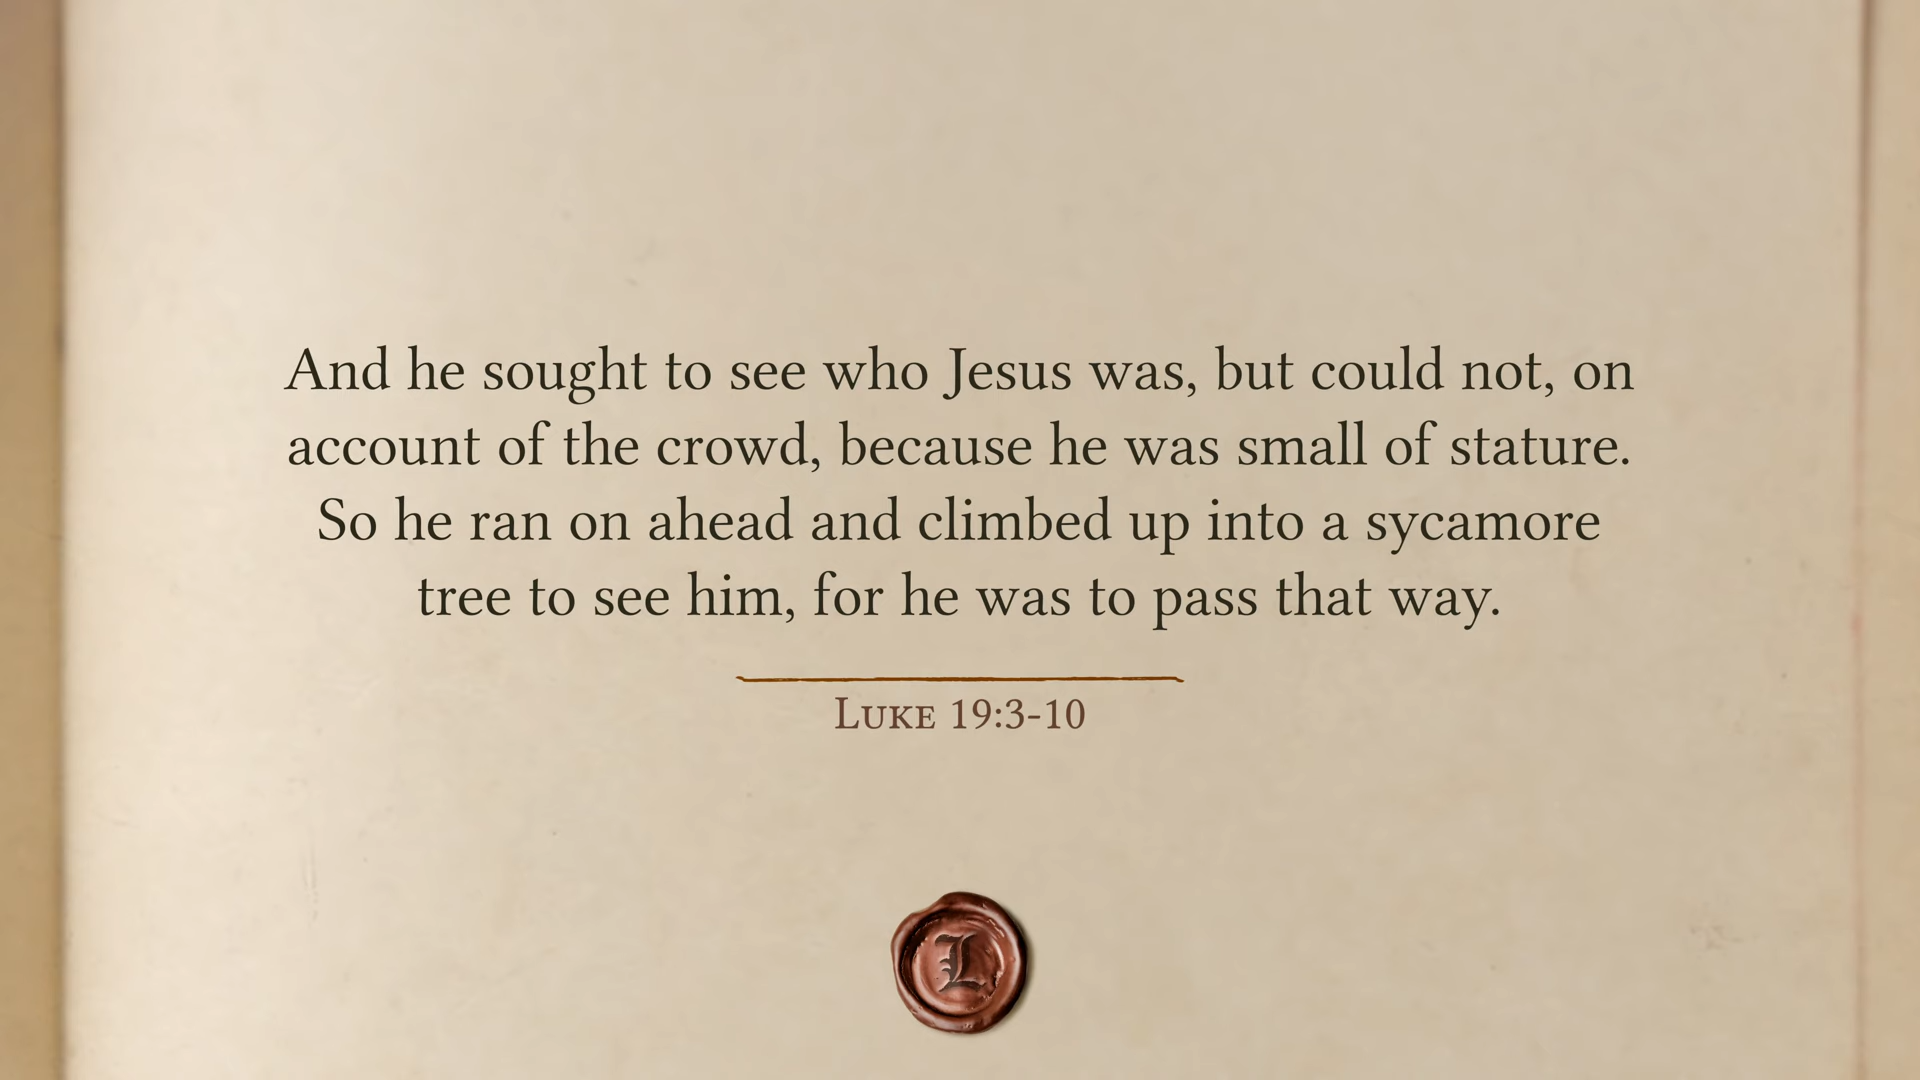 And he sought to see who Jesus was, but could not, on
account of the crowd, because he was small of stature.
So he ran on ahead and climbed up into a sycamore
tree to see him, for he was to pass that way.
Luke 19:3-10
L